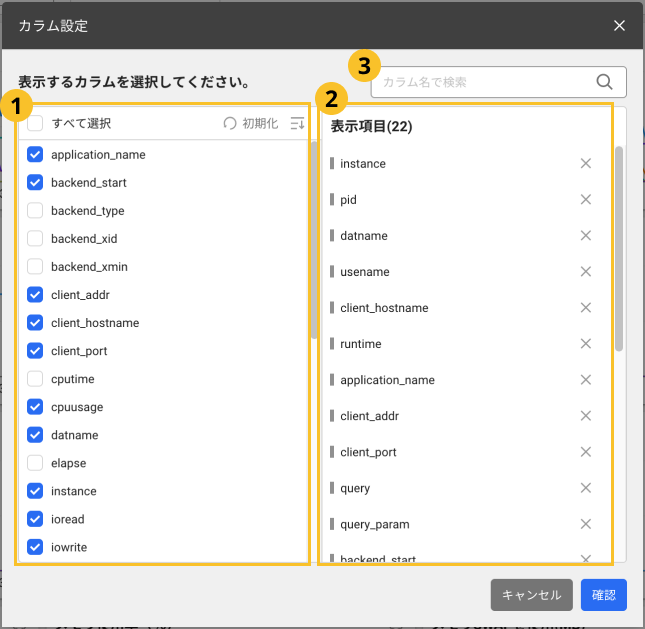 カラム設定
表示するカラムを選択してください。
3
カラム名で検索
1
すべて選択
初期化
application_name
backend_start
backend_type
backend_xid
backend_xmin
client_addr
client_hostname
client_port
cputime
cpuusage
datname
elapse
instance
ioread
iowrite
2
表示項目(22)
instance
pid
datname
usename
client_hostname
runtime
application_name
client_addr
client_port
query
query_param
backend_start
キャンセル
確認